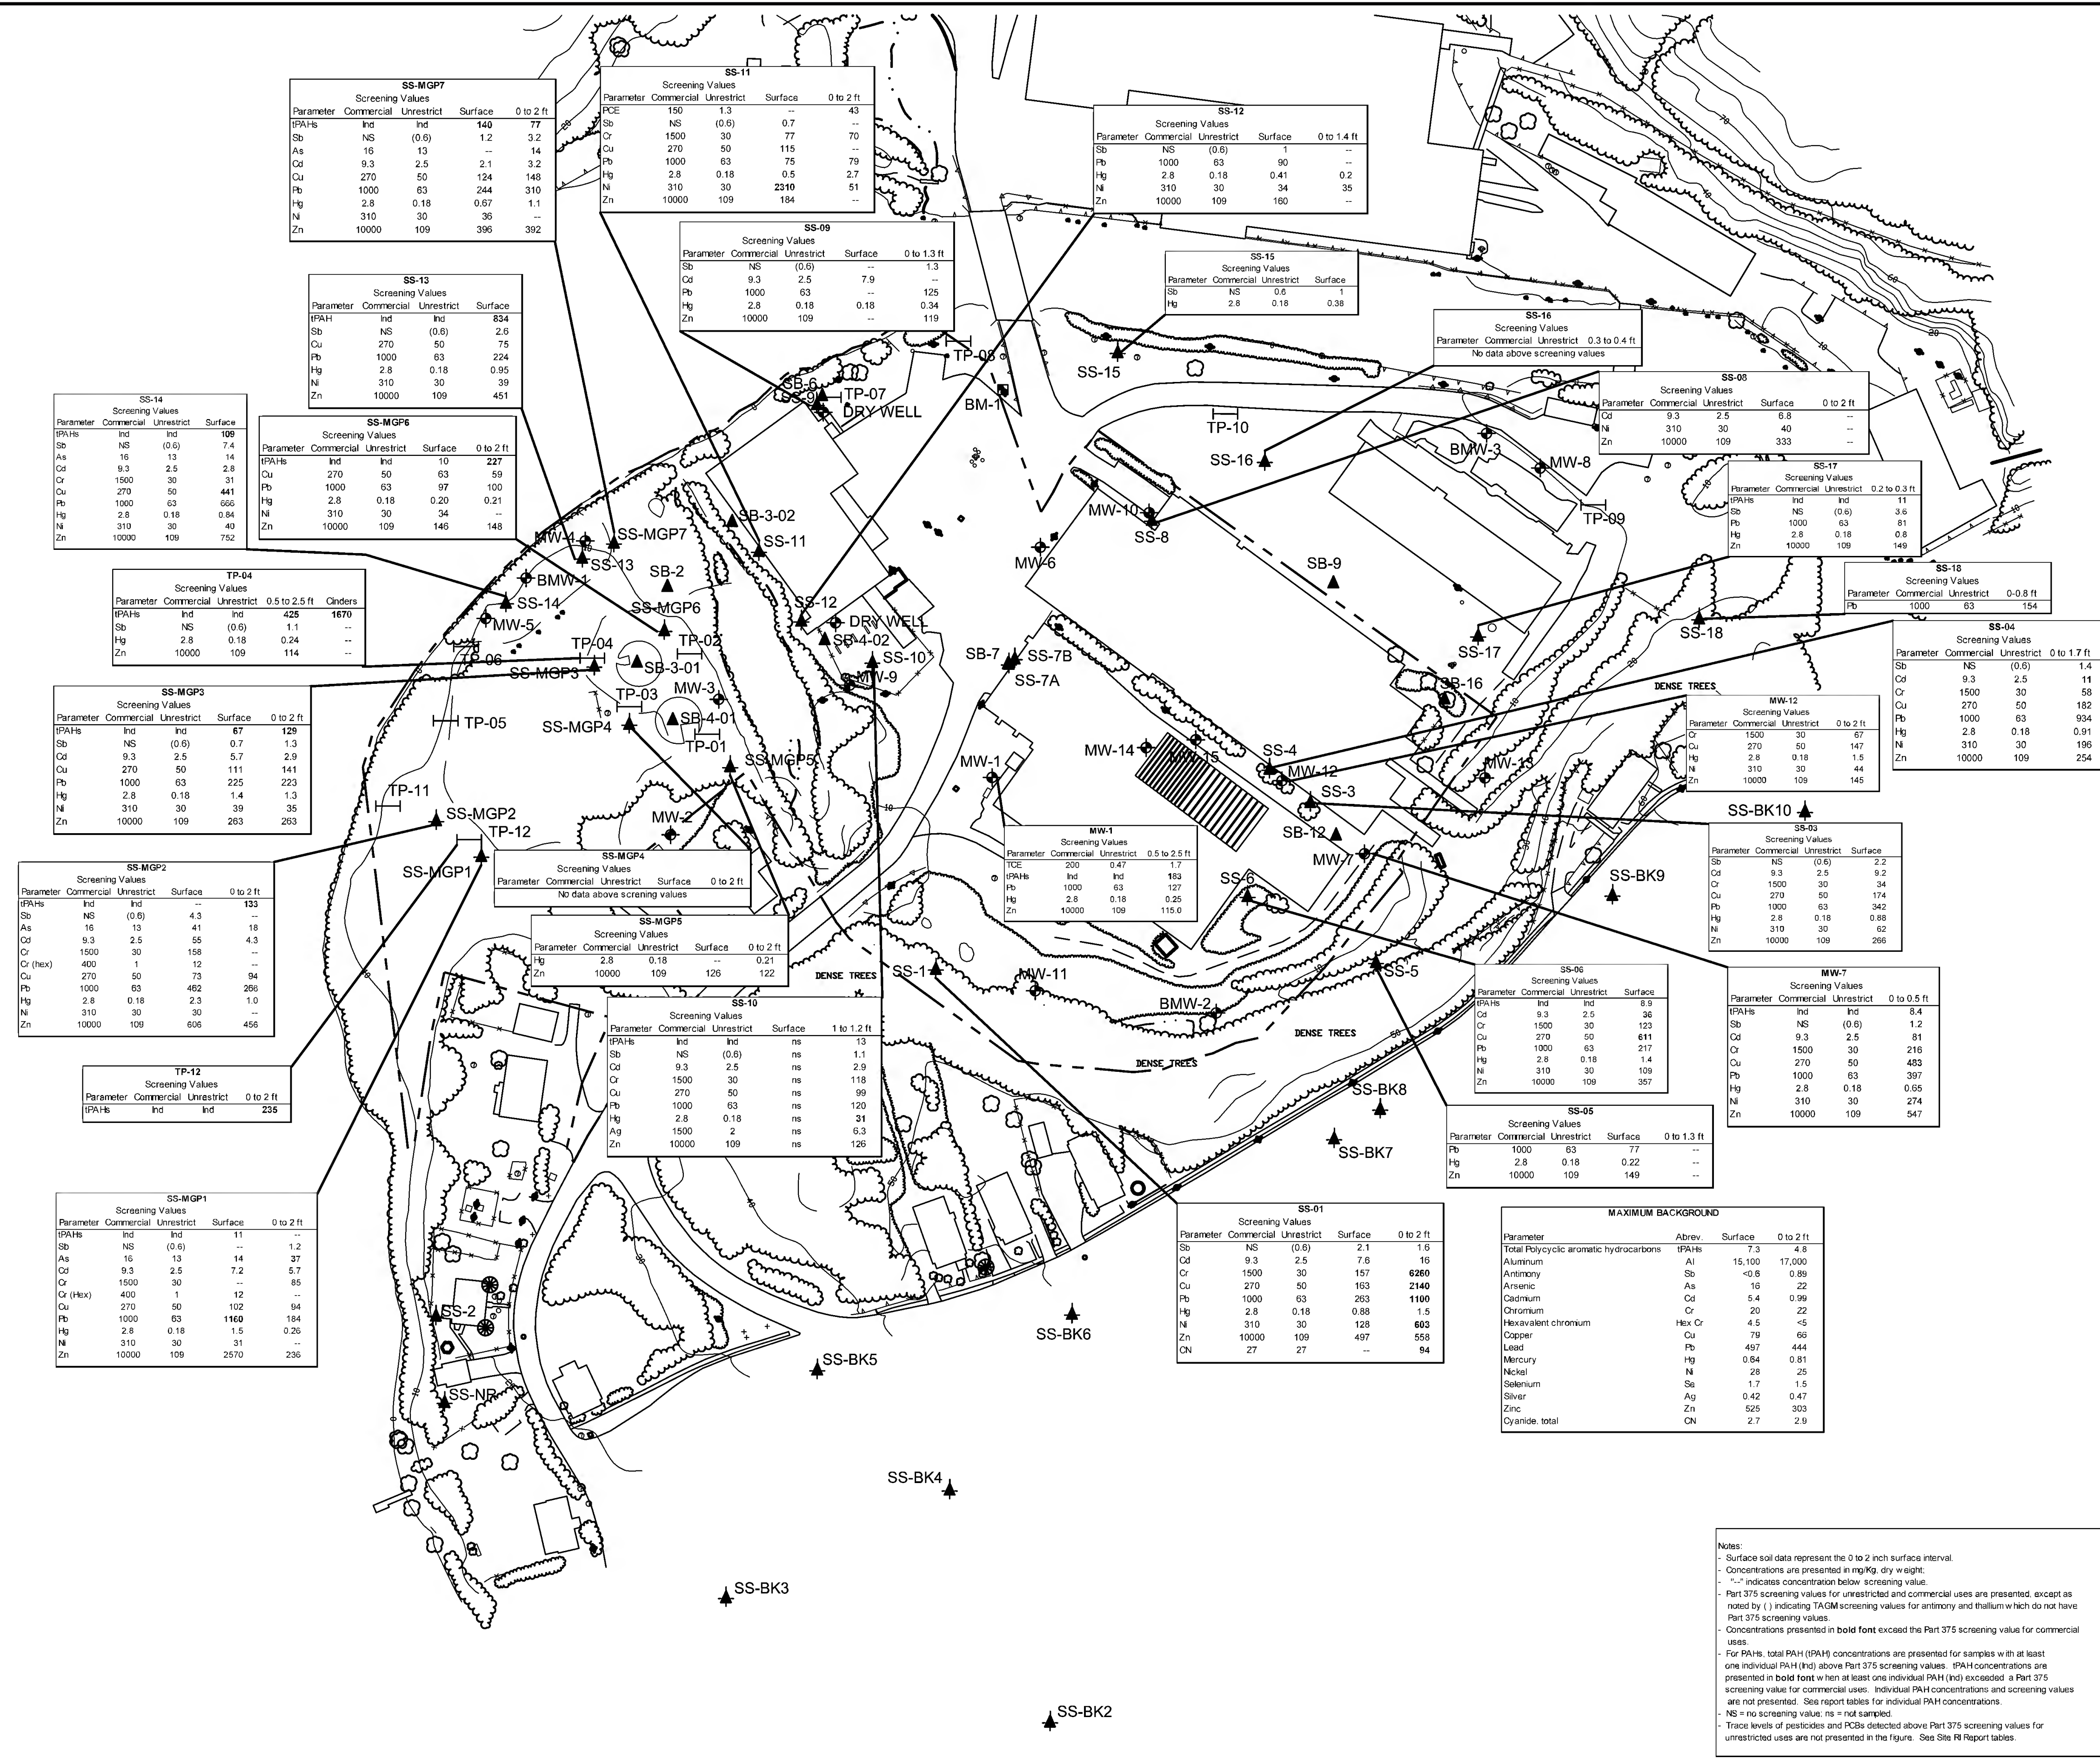 SS-MGP7
Screening Values
Parameter Commercial Unrestrict Surface 0 to 2 ft
tPAHs Ind Ind 140 77
Sb NS (0.6) 1.2 3.2
As 16 13 -- 14
Cd 9.3 2.5 2.1 3.2
Cu 270 50 124 148
Pb 1000 63 244 310
Hg 2.8 0.18 0.67 1.1
Ni 310 30 36 --
Zn 10000 109 396 392
SS-11
Screening Values
Parameter Commercial Unrestrict Surface 0 to 2 ft
PCE 150 1.3 -- 43
Sb NS (0.6) 0.7 --
Cr 1500 30 77 70
Cu 270 50 115 --
Pb 1000 63 75 79
Hg 2.8 0.18 0.5 2.7
Ni 310 30 2310 51
Zn 10000 109 184 --
SS-12
Screening Values
Parameter Commercial Unrestrict Surface 0 to 1.4 ft
Sb NS (0.6) 1 --
Pb 1000 63 90 --
Hg 2.8 0.18 0.41 0.2
Ni 310 30 34 35
Zn 10000 109 160 --
SS-09
Screening Values
Parameter Commercial Unrestrict Surface 0 to 1.3 ft
Sb NS (0.6) -- 1.3
Cd 9.3 2.5 7.9 --
Pb 1000 63 -- 125
Hg 2.8 0.18 0.18 0.34
Zn 10000 109 -- 119
SS-15
Screening Values
Parameter Commercial Unrestrict Surface
Sb NS 0.6 1
Hg 2.8 0.18 0.38
SS-13
Screening Values
Parameter Commercial Unrestrict Surface
tPAH Ind Ind 834
Sb NS (0.6) 2.6
Cu 270 50 75
Pb 1000 63 224
Hg 2.8 0.18 0.95
Ni 310 30 39
Zn 10000 109 451
SS-16
Screening Values
Parameter Commercial Unrestrict 0.3 to 0.4 ft
No data above screening values
SS-08
Screening Values
Parameter Commercial Unrestrict Surface 0 to 2 ft
Cd 9.3 2.5 6.8 --
Ni 310 30 40 --
Zn 10000 109 333 --
SS-14
Screening Values
Parameter Commercial Unrestrict Surface
tPAHs Ind Ind 109
Sb NS (0.6) 7.4
As 16 13 14
Cd 9.3 2.5 2.8
Cr 1500 30 31
Cu 270 50 441
Pb 1000 63 666
Hg 2.8 0.18 0.84
Ni 310 30 40
Zn 10000 109 752
SS-MGP6
Screening Values
Parameter Commercial Unrestrict Surface 0 to 2 ft
tPAHs Ind Ind 10 227
Cu 270 50 63 59
Pb 1000 63 97 100
Hg 2.8 0.18 0.20 0.21
Ni 310 30 34 --
Zn 10000 109 146 148
SS-17
Screening Values
Parameter Commercial Unrestrict 0.2 to 0.3 ft
tPAHs Ind Ind 11
Sb NS (0.6) 3.6
Pb 1000 63 81
Hg 2.8 0.18 0.8
Zn 10000 109 149
TP-04
Screening Values
Parameter Commercial Unrestrict 0.5 to 2.5 ft Cinders
tPAHs Ind Ind 425 1670
Sb NS (0.6) 1.1 --
Hg 2.8 0.18 0.24 --
Zn 10000 109 114 --
SS-18
Screening Values
Parameter Commercial Unrestrict 0-0.8 ft
Pb 1000 63 154
SS-04
Screening Values
Parameter Commercial Unrestrict 0 to 1.7 ft
Sb NS (0.6) 1.4
Cd 9.3 2.5 11
Cr 1500 30 58
Cu 270 50 182
Pb 1000 63 934
Hg 2.8 0.18 0.91
Ni 310 30 196
Zn 10000 109 254
SS-MGP3
Screening Values
Parameter Commercial Unrestrict Surface 0 to 2 ft
tPAHs Ind Ind 67 129
Sb NS (0.6) 0.7 1.3
Cd 9.3 2.5 5.7 2.9
Cu 270 50 111 141
Pb 1000 63 225 223
Hg 2.8 0.18 1.4 1.3
Ni 310 30 39 35
Zn 10000 109 263 263
MW-12
Screening Values
Parameter Commercial Unrestrict 0 to 2 ft
Cr 1500 30 67
Cu 270 50 147
Hg 2.8 0.18 1.5
Ni 310 30 44
Zn 10000 109 145
MW-1
Screening Values
Parameter Commercial Unrestrict 0.5 to 2.5 ft
TCE 200 0.47 1.7
tPAHs Ind Ind 183
Pb 1000 63 127
Hg 2.8 0.18 0.25
Zn 10000 109 115.0
SS-03
Screening Values
Parameter Commercial Unrestrict Surface
Sb NS (0.6) 2.2
Cd 9.3 2.5 9.2
Cr 1500 30 34
Cu 270 50 174
Pb 1000 63 342
Hg 2.8 0.18 0.88
Ni 310 30 62
Zn 10000 109 266
SS-MGP2
Screening Values
Parameter Commercial Unrestrict Surface 0 to 2 ft
tPAHs Ind Ind -- 133
Sb NS (0.6) 4.3 --
As 16 13 41 18
Cd 9.3 2.5 55 4.3
Cr 1500 30 158 --
Cr (hex) 400 1 12 --
Cu 270 50 73 94
Pb 1000 63 462 266
Hg 2.8 0.18 2.3 1.0
Ni 310 30 30 --
Zn 10000 109 606 456
SS-MGP4
Screening Values
Parameter Commercial Unrestrict Surface 0 to 2 ft
No data above screning values
SS-MGP5
Screening Values
Parameter Commercial Unrestrict Surface 0 to 2 ft
Hg 2.8 0.18 -- 0.21
Zn 10000 109 126 122
SS-06
Screening Values
Parameter Commercial Unrestrict Surface
tPAHs Ind Ind 8.9
Cd 9.3 2.5 36
Cr 1500 30 123
Cu 270 50 611
Pb 1000 63 217
Hg 2.8 0.18 1.4
Ni 310 30 109
Zn 10000 109 357
MW-7
Screening Values
Parameter Commercial Unrestrict 0 to 0.5 ft
tPAHs Ind Ind 8.4
Sb NS (0.6) 1.2
Cd 9.3 2.5 81
Cr 1500 30 216
Cu 270 50 483
Pb 1000 63 397
Hg 2.8 0.18 0.65
Ni 310 30 274
Zn 10000 109 547
SS-10
Screening Values
Parameter Commercial Unrestrict Surface 1 to 1.2 ft
tPAHs Ind Ind ns 13
Sb NS (0.6) ns 1.1
Cd 9.3 2.5 ns 2.9
Cr 1500 30 ns 118
Cu 270 50 ns 99
Pb 1000 63 ns 120
Hg 2.8 0.18 ns 31
Ag 1500 2 ns 6.3
Zn 10000 109 ns 126
TP-12
Screening Values
Parameter Commercial Unrestrict 0 to 2 ft
tPAHs Ind Ind 235
SS-05
Screening Values
Parameter Commercial Unrestrict Surface 0 to 1.3 ft
Pb 1000 63 77 --
Hg 2.8 0.18 0.22 --
Zn 10000 109 149 --
SS-MGP1
Screening Values
Parameter Commercial Unrestrict Surface 0 to 2 ft
tPAHs Ind Ind 11 --
Sb NS (0.6) -- 1.2
As 16 13 14 37
Cd 9.3 2.5 7.2 5.7
Cr 1500 30 -- 85
Cr (Hex) 400 1 12 --
Cu 270 50 102 94
Pb 1000 63 1160 184
Hg 2.8 0.18 1.5 0.26
Ni 310 30 31 --
Zn 10000 109 2570 236
SS-01
Screening Values
Parameter Commercial Unrestrict Surface 0 to 2 ft
Sb NS (0.6) 2.1 1.6
Cd 9.3 2.5 7.6 16
Cr 1500 30 157 6260
Cu 270 50 163 2140
Pb 1000 63 263 1100
Hg 2.8 0.18 0.88 1.5
Ni 310 30 128 603
Zn 10000 109 497 558
CN 27 27 -- 94
MAXIMUM BACKGROUND
Parameter Abrev. Surface 0 to 2 ft
Total Polycyclic aromatic hydrocarbons tPAHs 7.3 4.8
Aluminum Al 15,100 17,000
Antimony Sb <0.6 0.89
Arsenic As 16 22
Cadmium Cd 5.4 0.99
Chromium Cr 20 22
Hexavalent chromium Hex Cr 4.5 <5
Copper Cu 79 66
Lead Pb 497 444
Mercury Hg 0.64 0.81
Nickel Ni 28 25
Selenium Se 1.7 1.5
Silver Ag 0.42 0.47
Zinc Zn 525 303
Cyanide, total CN 2.7 2.9
TP-08
SS-15
BM-1
SB-6
SS-9
TP-07
DRY WELL
TP-10
SS-16
BMW-3
MW-8
TP-09
MW-10
SS-8
MW-6
SB-9
SB-3-02
SS-11
MW-4
SS-MGP7
SS-13
BMW-1
SB-2
SS-14
SS-MGP6
MW-5
SS-12
DRY WELL
SB-4-02
TP-06
TP-04
TP-02
SS-MGP3
SB-3-01
SS-10
MW-9
SB-7
SS-7B
SS-7A
SS-17
SS-18
SB-16
DENSE TREES
TP-05
TP-03
MW-3
SS-MGP4
SB-4-01
TP-01
SS-MGP5
MW-14
MW-15
SS-4
MW-12
MW-13
MW-1
SS-3
TP-11
SS-MGP2
TP-12
MW-2
SB-12
MW-7
SS-BK10
SS-MGP1
SS-6
SS-BK9
DENSE TREES
SS-1
MW-11
SS-5
BMW-2
DENSE TREES
DENSE TREES
SS-BK8
SS-BK7
SS-2
SS-BK6
SS-BK5
SS-NR
SS-BK4
SS-BK3
SS-BK2
Notes:
- Surface soil data represent the 0 to 2 inch surface interval.
- Concentrations are presented in mg/Kg, dry weight;
- "--" indicates concentration below screening value.
- Part 375 screening values for unrestricted and commercial uses are presented, except as
noted by ( ) indicating TAGM screening values for antimony and thallium which do not have
Part 375 screening values.
- Concentrations presented in bold font exceed the Part 375 screening value for commercial
uses.
- For PAHs, total PAH (tPAH) concentrations are presented for samples with at least
one individual PAH (Ind) above Part 375 screening values. tPAH concentrations are
presented in bold font when at least one individual PAH (Ind) exceeded a Part 375
screening value for commercial uses. Individual PAH concentrations and screening values
are not presented. See report tables for individual PAH concentrations.
- NS = no screening value; ns = not sampled.
- Trace levels of pesticides and PCBs detected above Part 375 screening values for
unrestricted uses are not presented in the figure. See Site RI Report tables.